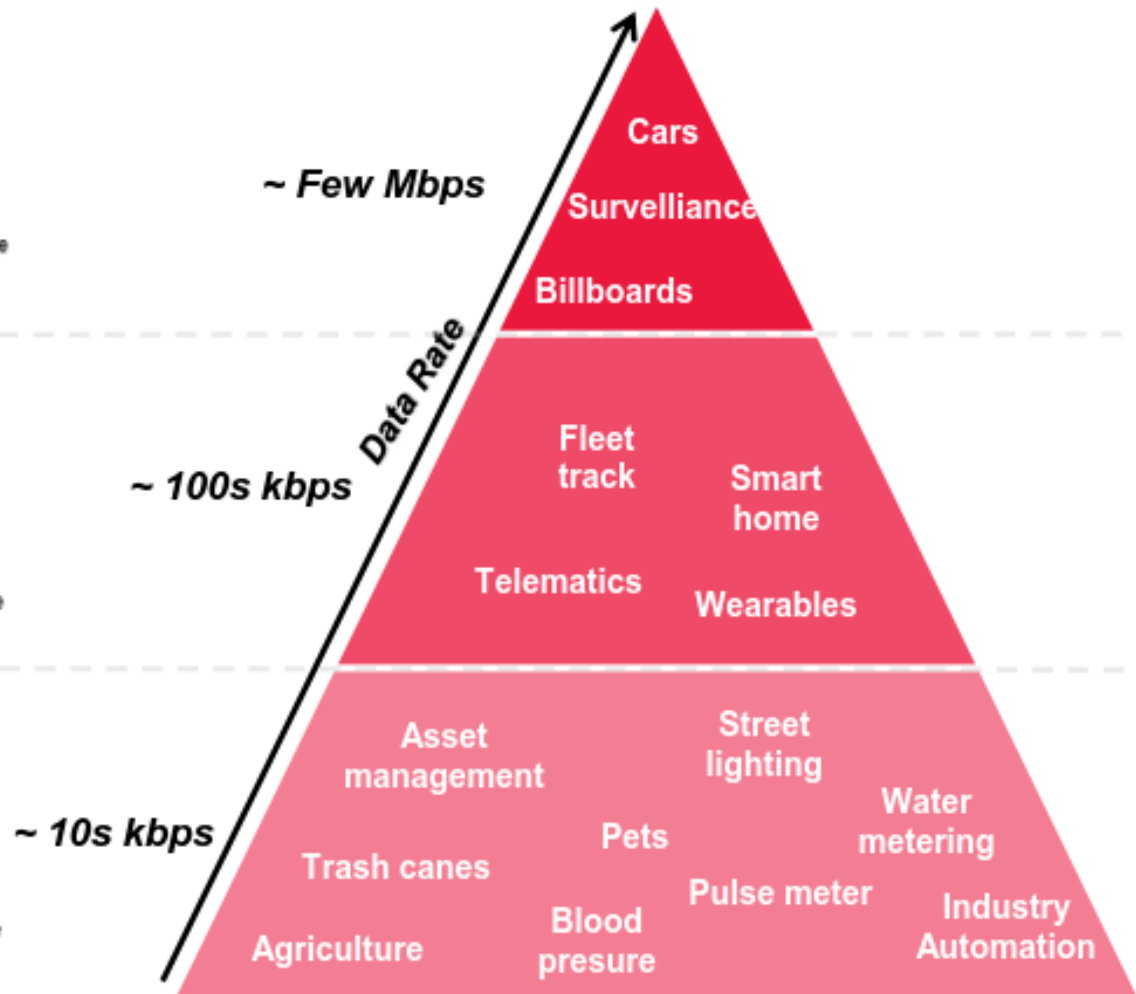 Cars
~ Few Mbps
Survelliance
e
Billboards
Data Rate
Fleet
track
Smart
home
~ 100s kbps
Telematics
Wearables
e
Asset
management
Street
lighting
Water
metering
~ 10s kbps
Pets
Trash canes
Pulse meter
Industry
Automation
Blood
presure
Agriculture